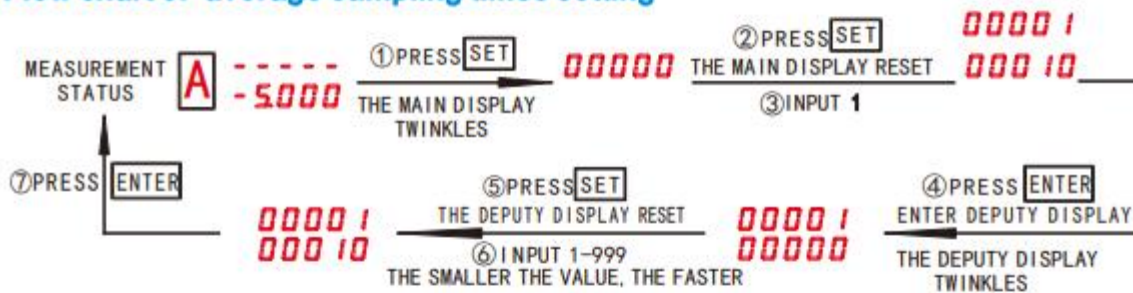 MEASUREMENT STATUS
A
-----
-5.000
①PRESS SET
THE MAIN DISPLAY TWINKLES
00000
②PRESS SET
THE MAIN DISPLAY RESET
③INPUT 1
00001
00010
④PRESS ENTER
ENTER DEPUTY DISPLAY
THE DEPUTY DISPLAY TWINKLES
00001
00000
⑤PRESS SET
THE DEPUTY DISPLAY RESET
⑥INPUT 1-999
THE SMALLER THE VALUE, THE FASTER
00001
00010
⑦PRESS ENTER